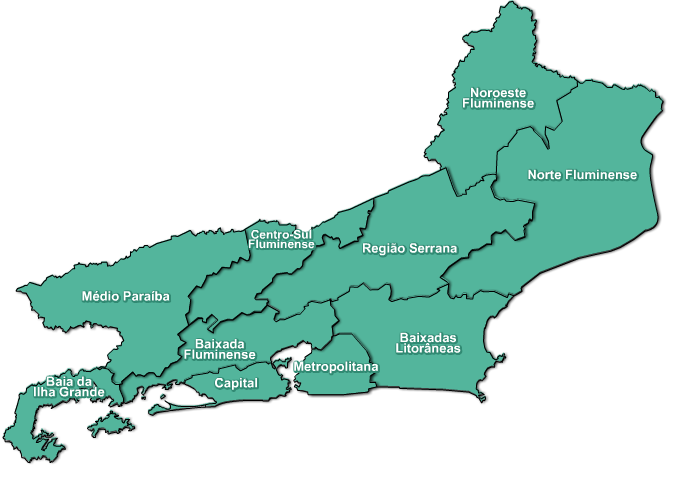 Noroeste
Fluminense
Norte Fluminense
Centro-Sul
Fluminense
Região Serrana
Médio Paraíba
Baixadas
Litorâneas
Baixada
Fluminense
Metropolitana
Capital
Baia da
Ilha Grande